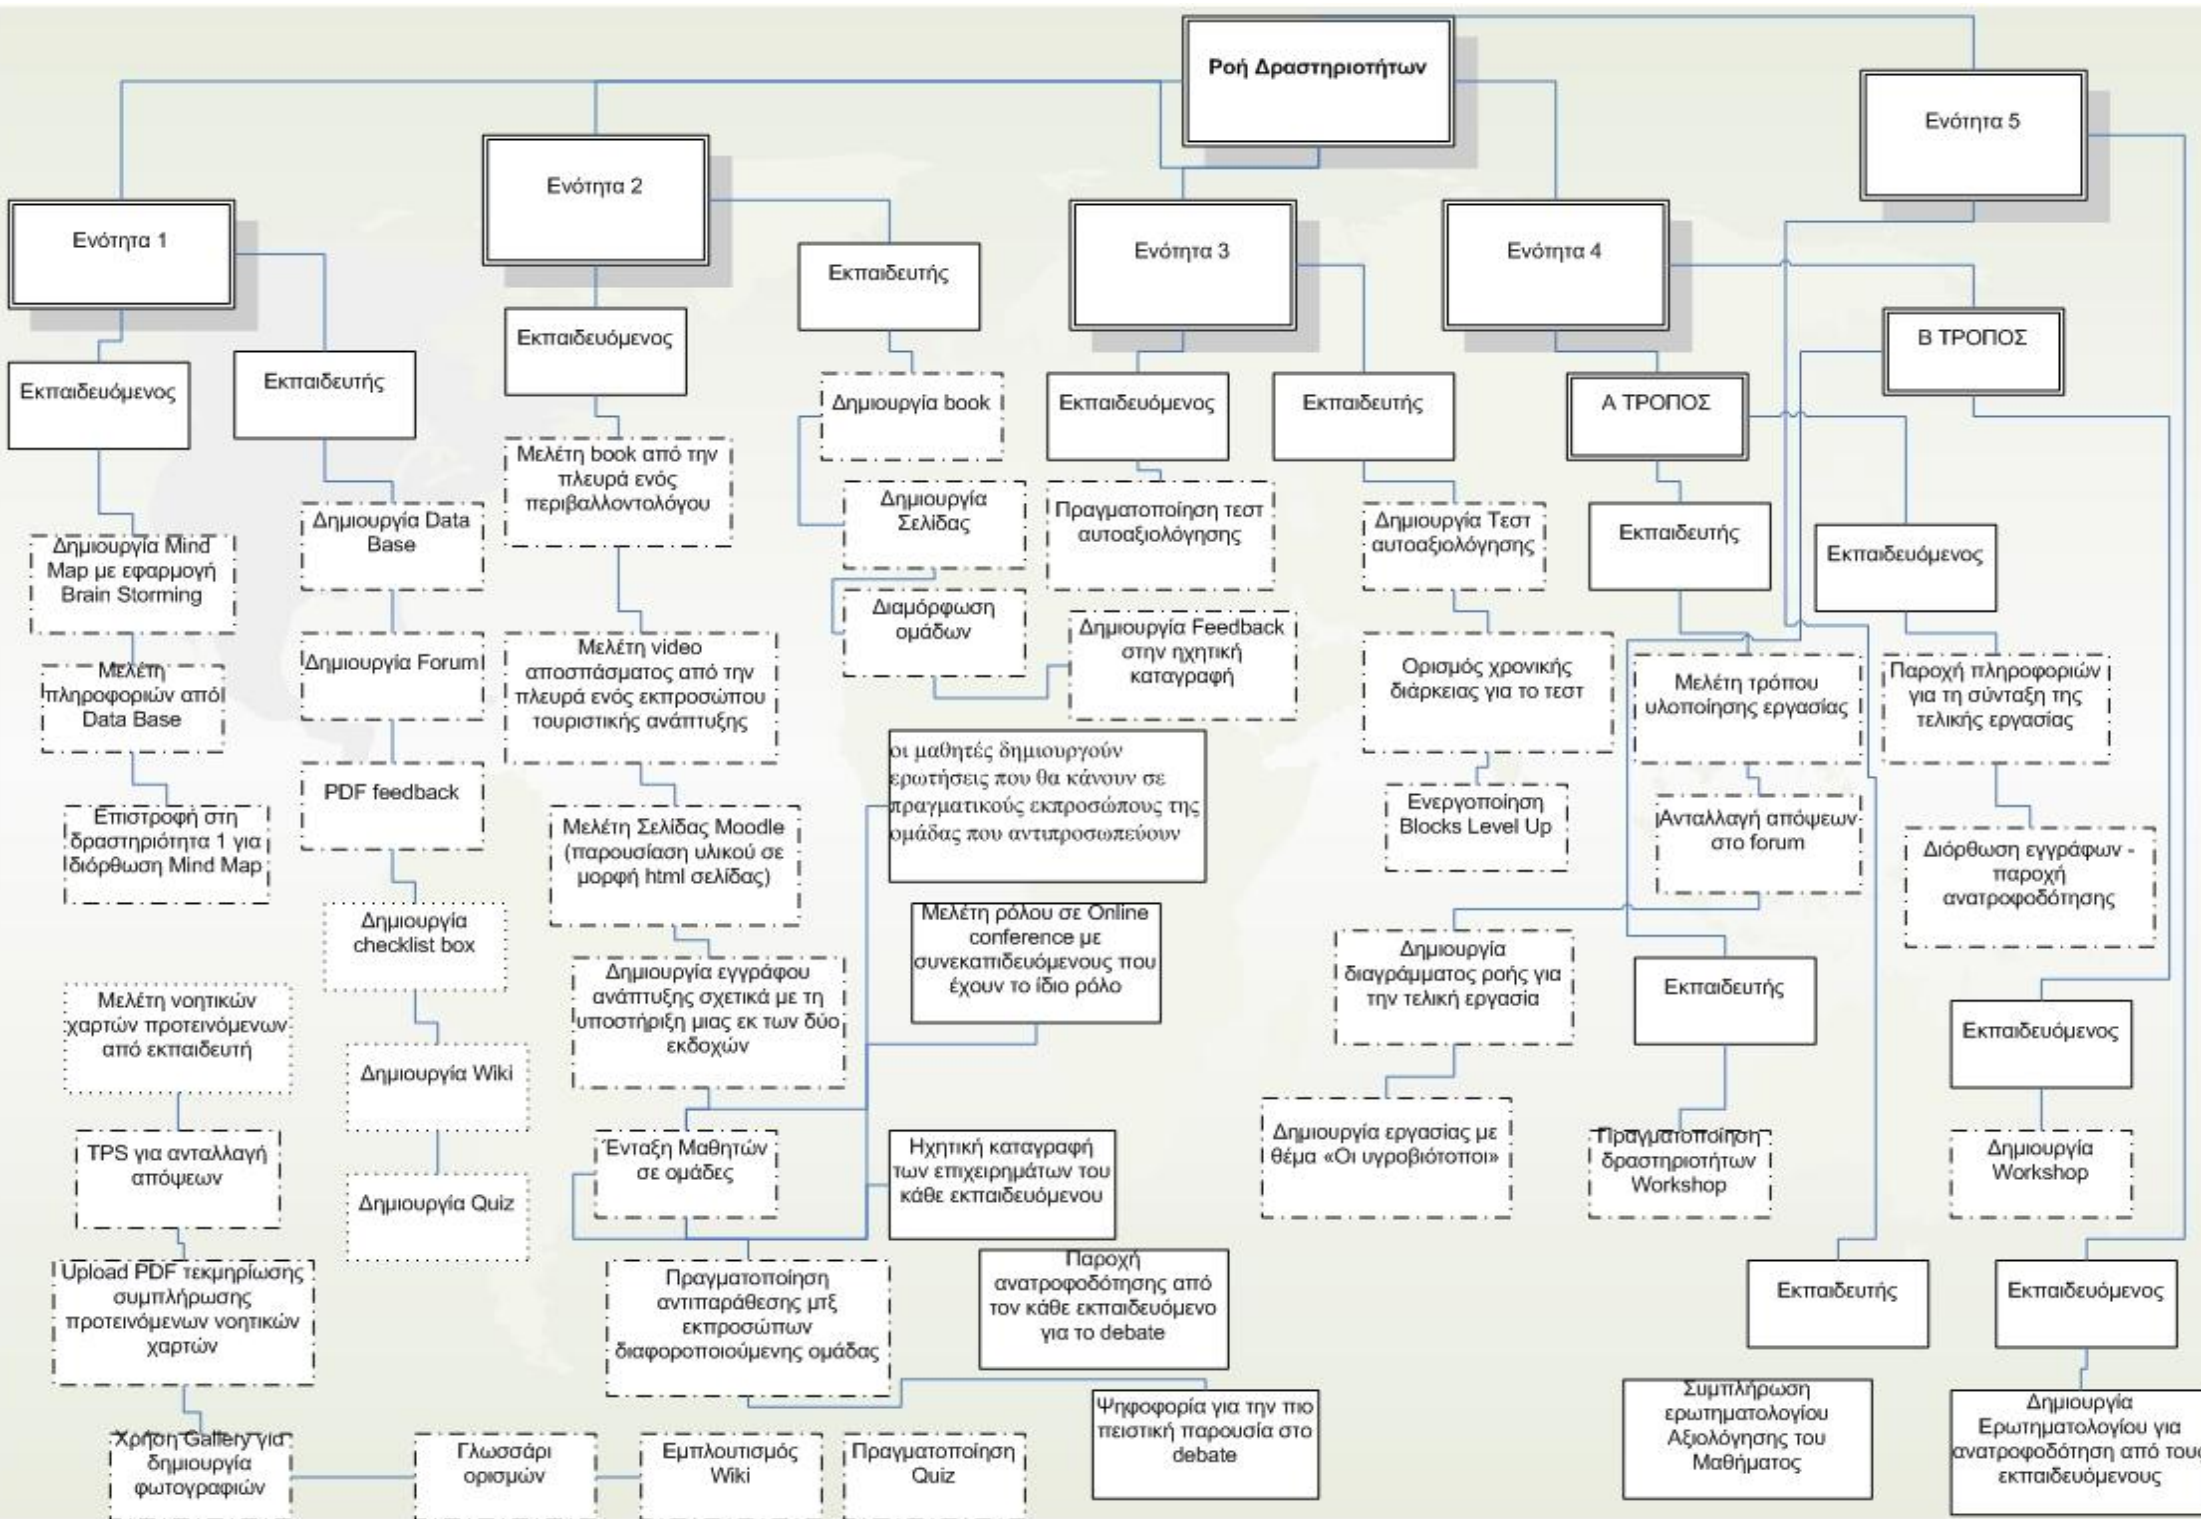 Ροή Δραστηριοτήτων
Ενότητα 1
Ενότητα 2
Ενότητα 3
Ενότητα 4
Ενότητα 5
Εκπαιδευόμενος
Εκπαιδευτής
Δημιουργία Mind
Map με εφαρμογή
Brain Storming
Μελέτη
πληροφοριών από
Data Base
Επιστροφή στη
δραστηριότητα 1 για
διόρθωση Mind Map
Μελέτη νοητικών
χαρτών προτεινόμενων
από εκπαιδευτή
TPS για ανταλλαγή
απόψεων
Upload PDF τεκμηρίωσης
συμπλήρωσης
προτεινόμενων νοητικών
χαρτών
Χρήση Gallery για
δημιουργία
φωτογραφιών
Γλωσσάρι
ορισμών
Εμπλουτισμός
Wiki
Πραγματοποίηση
Quiz
Δημιουργία Data
Base
Δημιουργία Forum
PDF feedback
Δημιουργία
checklist box
Δημιουργία Wiki
Δημιουργία Quiz
Εκπαιδευόμενος
Εκπαιδευτής
Μελέτη book από την
πλευρά ενός
περιβαλλοντολόγου
Μελέτη video
αποσπάσματος από την
πλευρά ενός εκπροσώπου
τουριστικής ανάπτυξης
Μελέτη Σελίδας Moodle
(παρουσίαση υλικού σε
μορφή html σελίδας)
Δημιουργία εγγράφου
ανάπτυξης σχετικά με τη
υποστήριξη μιας εκ των δύο
εκδοχών
Ένταξη Μαθητών
σε ομάδες
Πραγματοποίηση
αντιπαράθεσης μτξ
εκπροσώπων
διαφοροποιούμενης ομάδας
Δημιουργία book
Δημιουργία
Σελίδας
Διαμόρφωση
ομάδων
Δημιουργία Feedback
στην ηχητική
καταγραφή
οι μαθητές δημιουργούν
ερωτήσεις που θα κάνουν σε
πραγματικούς εκπροσώπους της
ομάδας που αντιπροσωπεύουν
Μελέτη ρόλου σε Online
conference με
συνεκαπιδευόμενους που
έχουν το ίδιο ρόλο
Ηχητική καταγραφή
των επιχειρημάτων του
κάθε εκπαιδευόμενου
Παροχή
ανατροφοδότησης από
τον κάθε εκπαιδευόμενο
για το debate
Ψηφοφορία για την πιο
πειστική παρουσία στο
debate
Εκπαιδευόμενος
Εκπαιδευτής
Πραγματοποίηση τεστ
αυτοαξιολόγησης
Δημιουργία Τεστ
αυτοαξιολόγησης
Ορισμός χρονικής
διάρκειας για το τεστ
Ενεργοποίηση
Blocks Level Up
Α ΤΡΟΠΟΣ
Β ΤΡΟΠΟΣ
Εκπαιδευτής
Εκπαιδευόμενος
Μελέτη τρόπου
υλοποίησης εργασίας
Ανταλλαγή απόψεων
στο forum
Δημιουργία
διαγράμματος ροής για
την τελική εργασία
Δημιουργία εργασίας με
θέμα «Οι υγροβιότοποι»
Παροχή πληροφοριών
για τη σύνταξη της
τελικής εργασίας
Διόρθωση εγγράφων -
παροχή
ανατροφοδότησης
Εκπαιδευτής
Πραγματοποίηση
δραστηριοτήτων
Workshop
Εκπαιδευόμενος
Δημιουργία
Workshop
Εκπαιδευτής
Εκπαιδευόμενος
Συμπλήρωση
ερωτηματολογίου
Αξιολόγησης του
Μαθήματος
Δημιουργία
Ερωτηματολογίου για
ανατροφοδότηση από τους
εκπαιδευόμενους